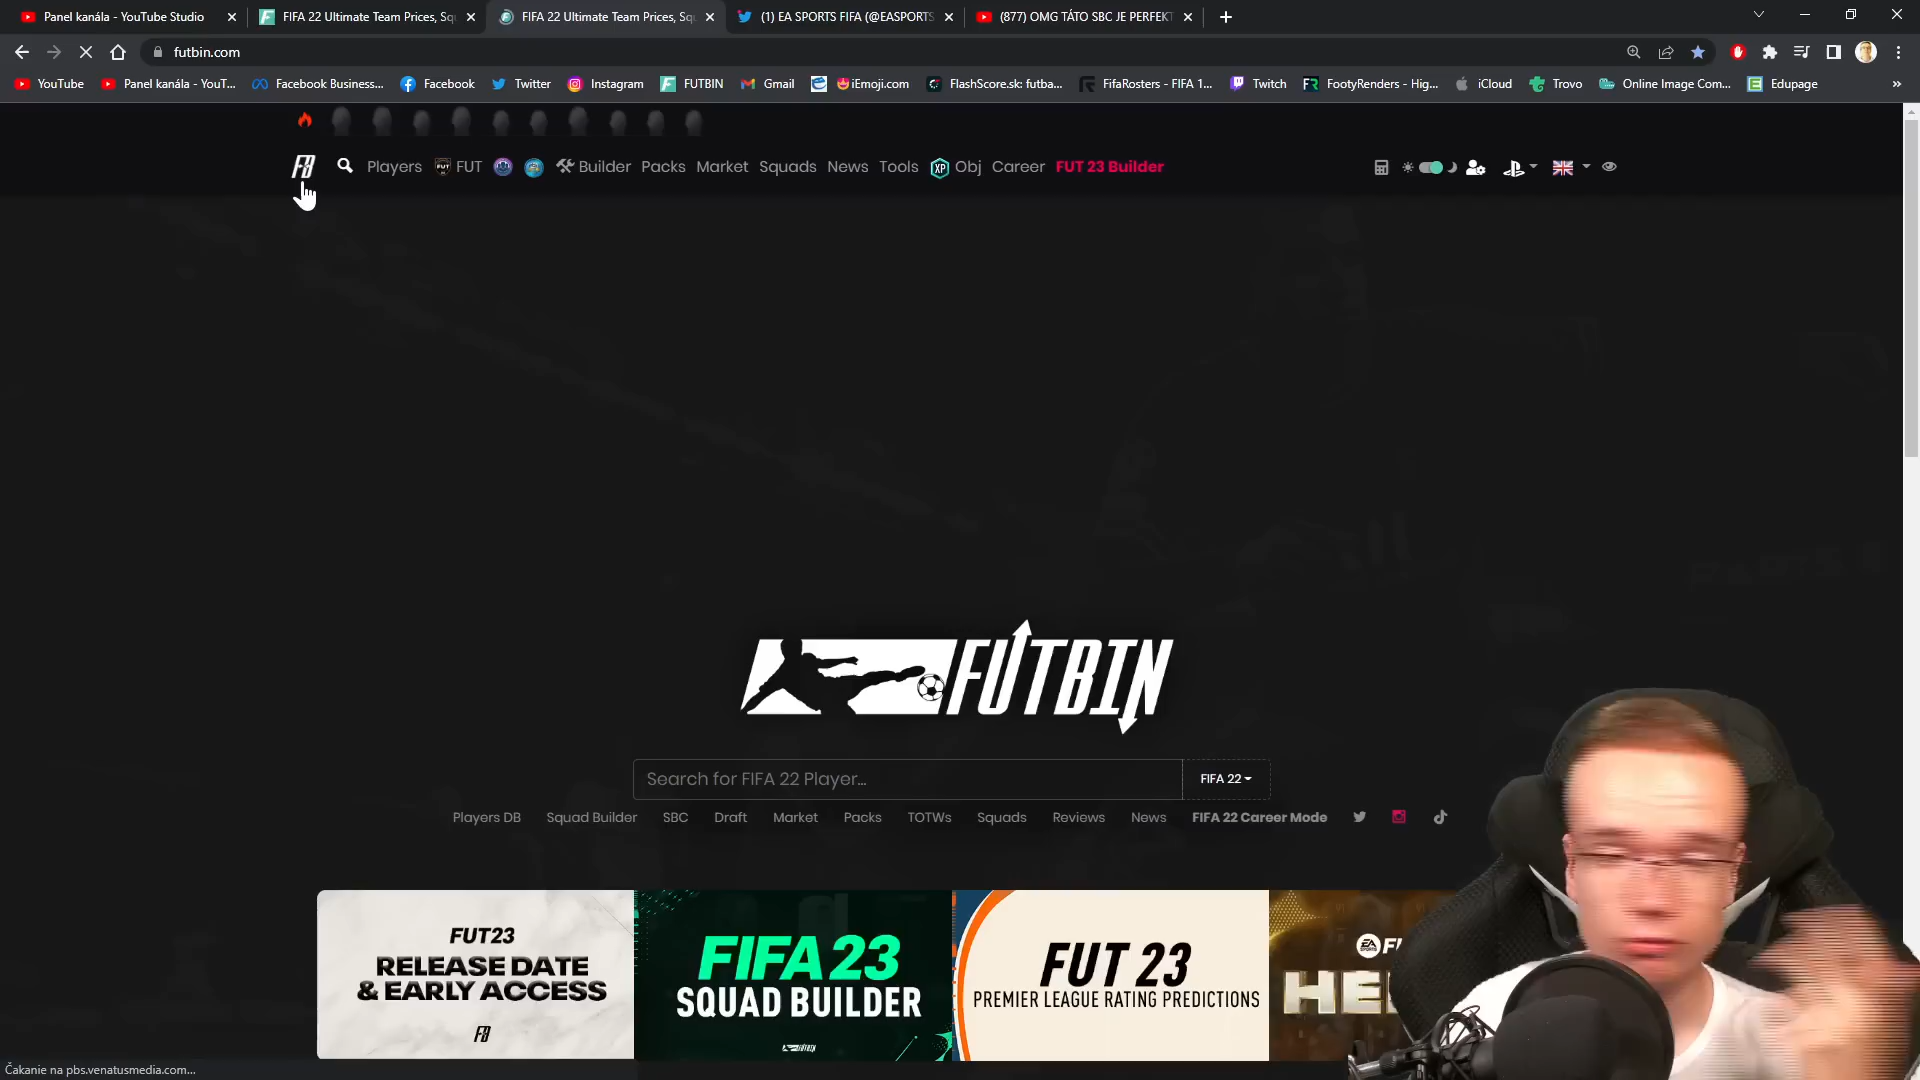 Panel kanála - YouTube Studio
FIFA 22 Ultimate Team Prices, Sq
FIFA 22 Ultimate Team Prices, Sq
(1) EA SPORTS FIFA (@EASPORTS
(877) OMG TÁTO SBC JE PERFEKT
futbin.com
YouTube
Panel kanála - YouT...
Facebook Business...
Facebook
Twitter
Instagram
FUTBIN
Gmail
iEmoji.com
FlashScore.sk: futba...
FifaRosters - FIFA 1...
Twitch
FootyRenders - Hig...
iCloud
Trovo
Online Image Com...
Edupage
Players
FUT
Builder
Packs
Market
Squads
News
Tools
XP Obj
Career
FUT 23 Builder
FUTBIN
Search for FIFA 22 Player...
FIFA 22
Players DB
Squad Builder
SBC
Draft
Market
Packs
TOTWs
Squads
Reviews
News
FIFA 22 Career Mode
FUT23
RELEASE DATE
& EARLY ACCESS
FIFA 23
SQUAD BUILDER
FUT 23
PREMIER LEAGUE RATING PREDICTIONS
Čakanie na pbs.venatusmedia.com...